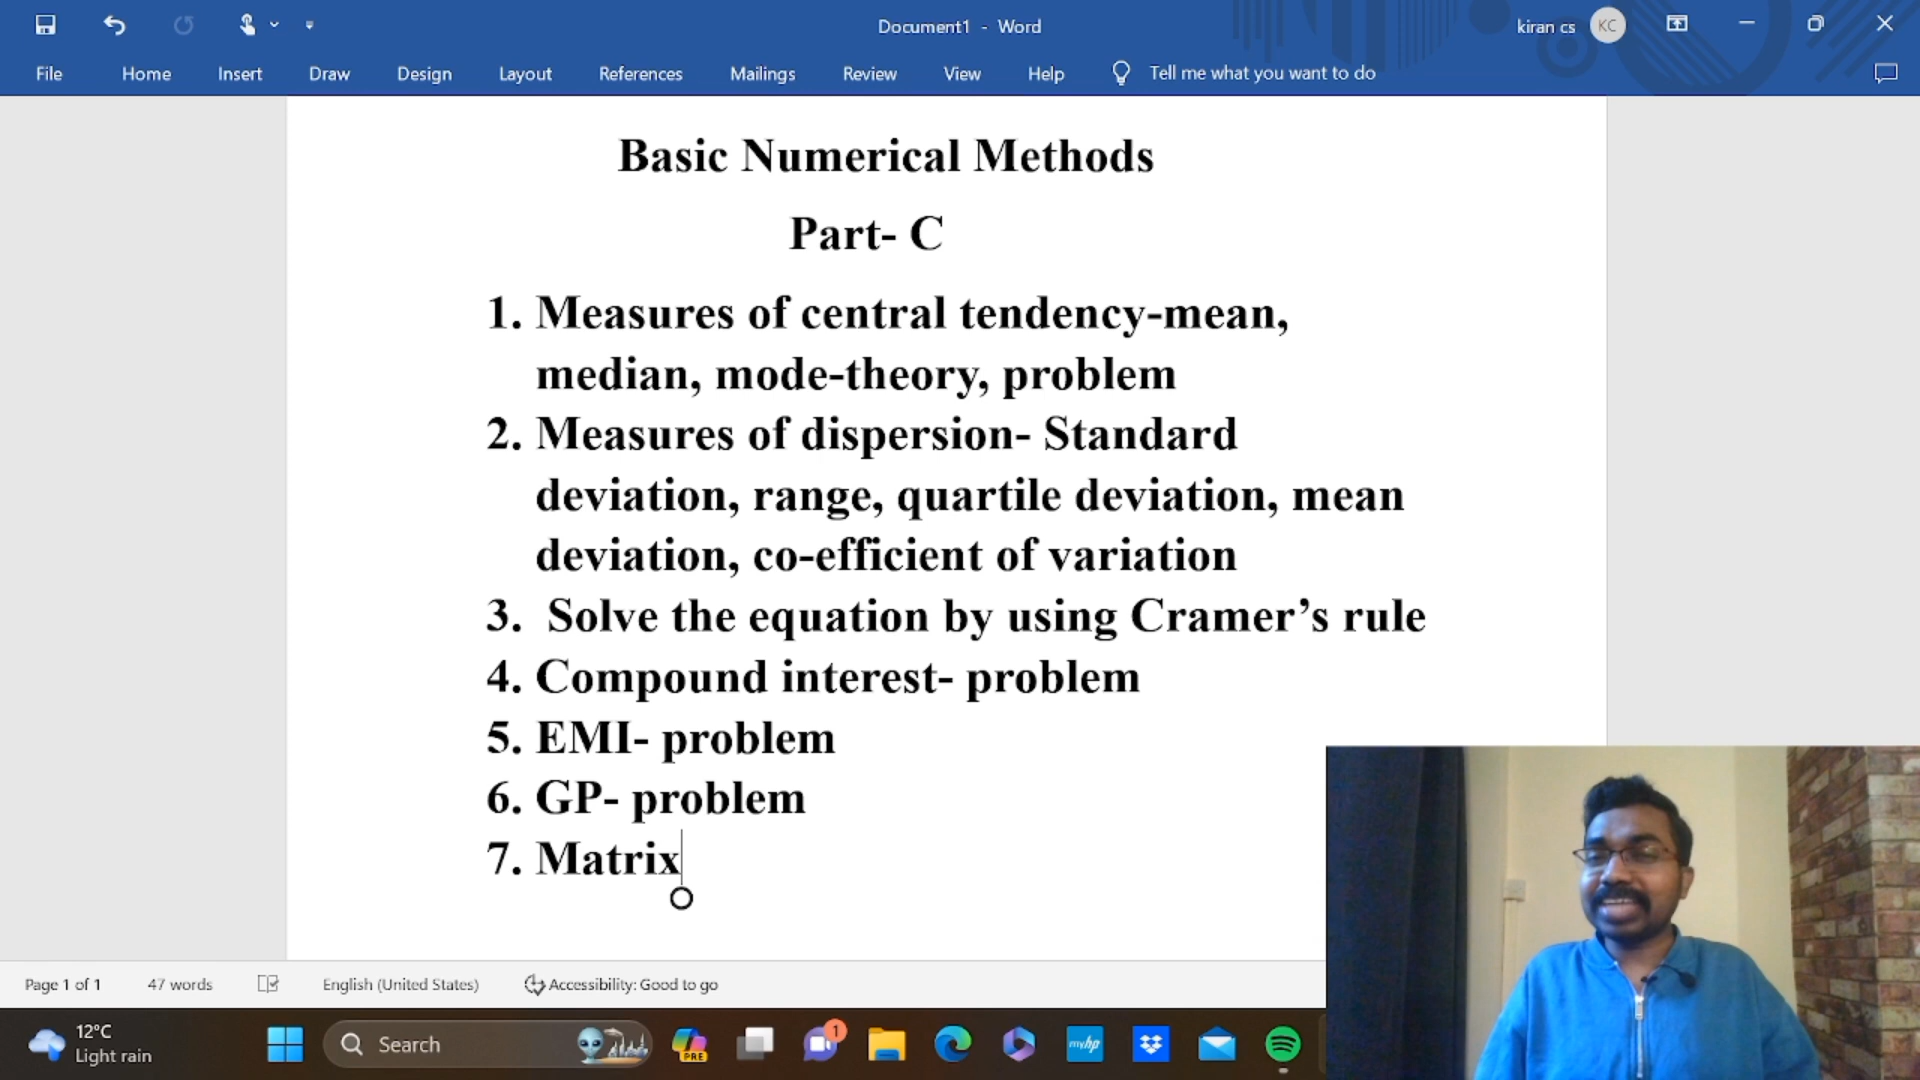 Document1 - Word
kiran cs KC
File Home Insert Draw Design Layout References Mailings Review View Help Tell me what you want to do
Basic Numerical Methods
Part- C
1. Measures of central tendency-mean,
median, mode-theory, problem
2. Measures of dispersion- Standard
deviation, range, quartile deviation, mean
deviation, co-efficient of variation
3. Solve the equation by using Cramer’s rule
4. Compound interest- problem
5. EMI- problem
6. GP- problem
7. Matrix
Page 1 of 1 47 words English (United States) Accessibility: Good to go
12°C
Light rain
Search
PRE
1
myhp